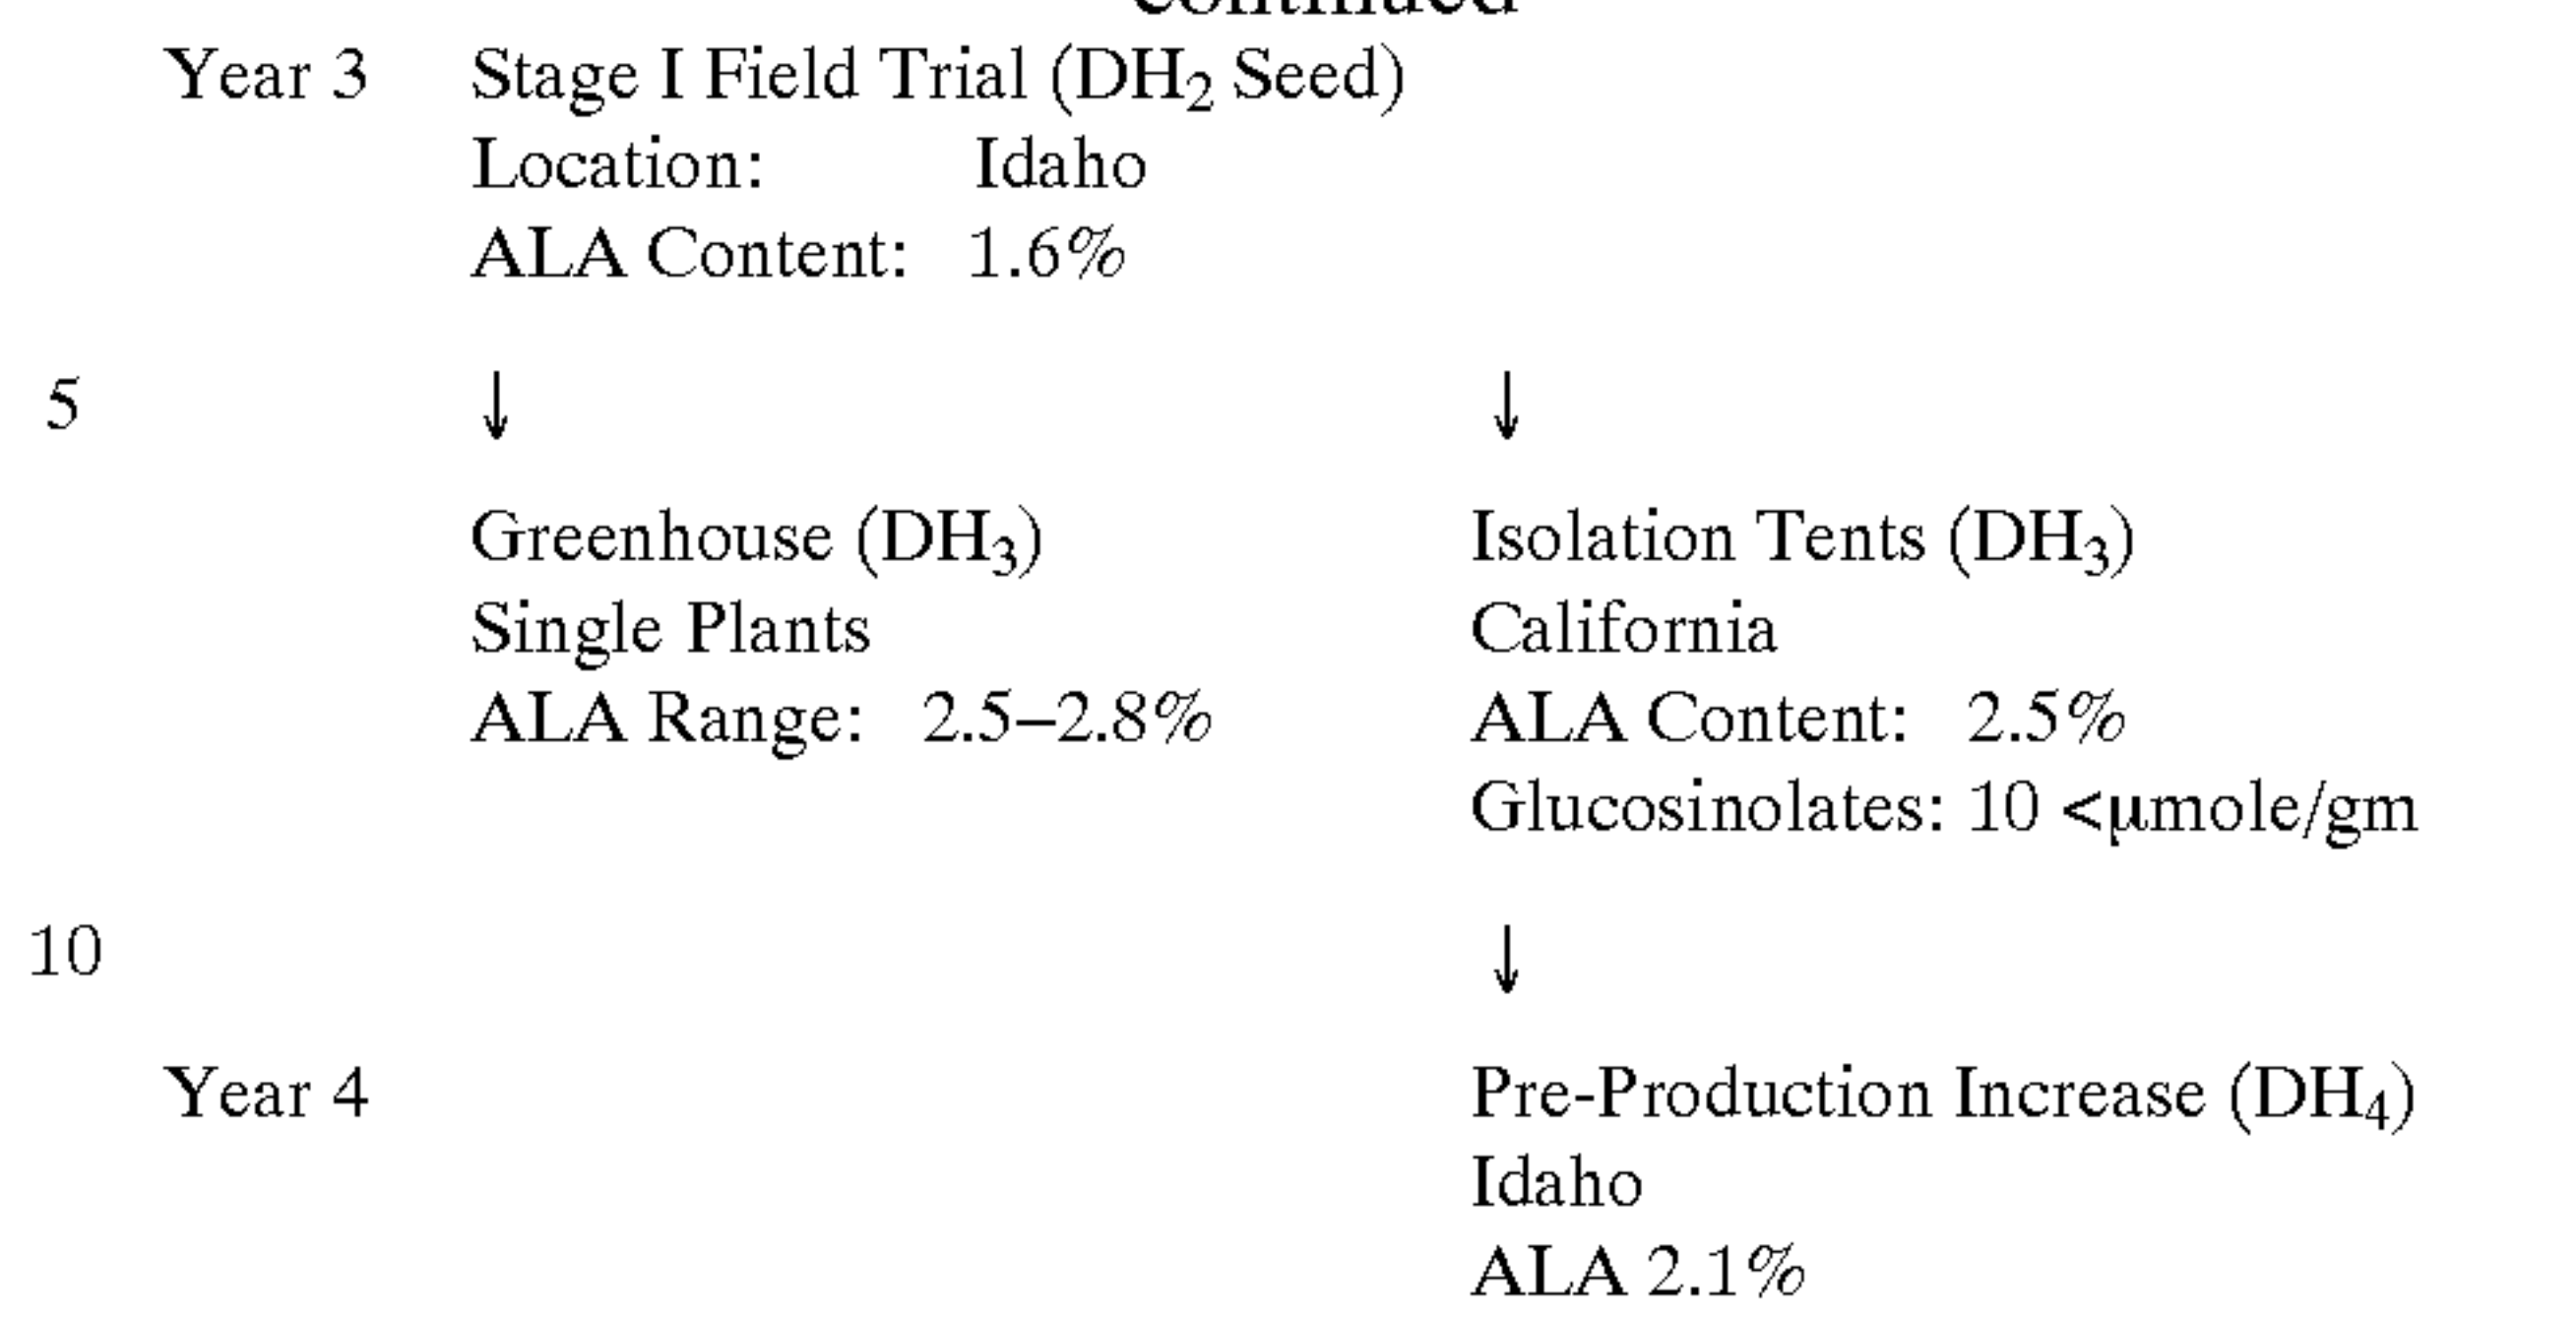 continued
Year 3 Stage I Field Trial (DH₂ Seed)
Location: Idaho
ALA Content: 1.6%
5 ↓ ↓
Greenhouse (DH₃) Isolation Tents (DH₃)
Single Plants California
ALA Range: 2.5–2.8% ALA Content: 2.5%
Glucosinolates: 10 <μmole/gm
10 ↓
Year 4 Pre-Production Increase (DH₄)
Idaho
ALA 2.1%